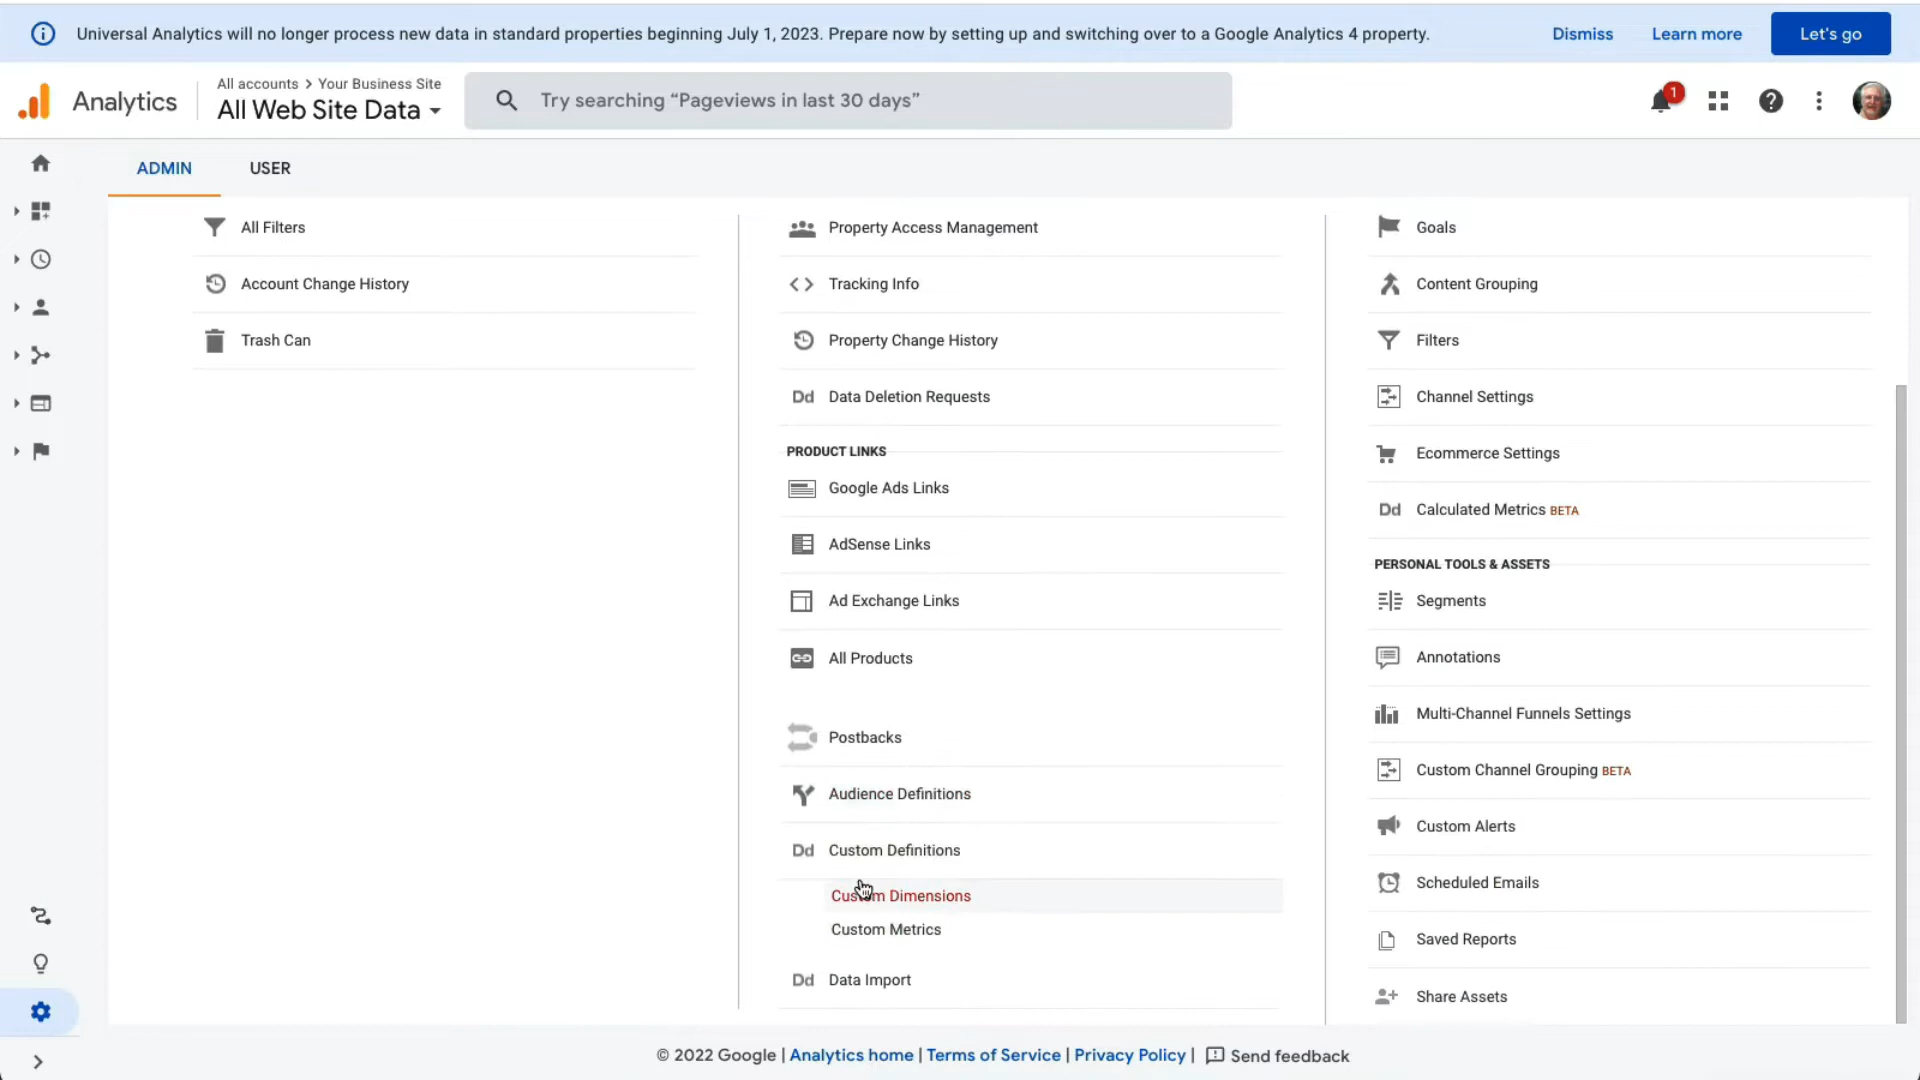 Universal Analytics will no longer process new data in standard properties beginning July 1, 2023. Prepare now by setting up and switching over to a Google Analytics 4 property.
Dismiss
Learn more
Let's go
Analytics
All accounts > Your Business Site
All Web Site Data
Try searching “Pageviews in last 30 days”
1
ADMIN
USER
All Filters
Account Change History
Trash Can
Property Access Management
Tracking Info
Property Change History
Dd Data Deletion Requests
PRODUCT LINKS
Google Ads Links
AdSense Links
Ad Exchange Links
All Products
Postbacks
Audience Definitions
Dd Custom Definitions
Custom Dimensions
Custom Metrics
Dd Data Import
Goals
Content Grouping
Filters
Channel Settings
Ecommerce Settings
Dd Calculated Metrics BETA
PERSONAL TOOLS & ASSETS
Segments
Annotations
Multi-Channel Funnels Settings
Custom Channel Grouping BETA
Custom Alerts
Scheduled Emails
Saved Reports
Share Assets
© 2022 Google | Analytics home | Terms of Service | Privacy Policy | Send feedback